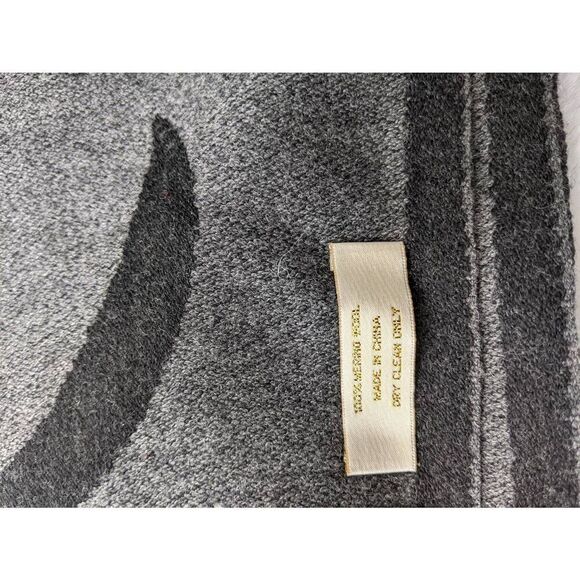 100% MERINO WOOL
MADE IN CHINA
DRY CLEAN ONLY